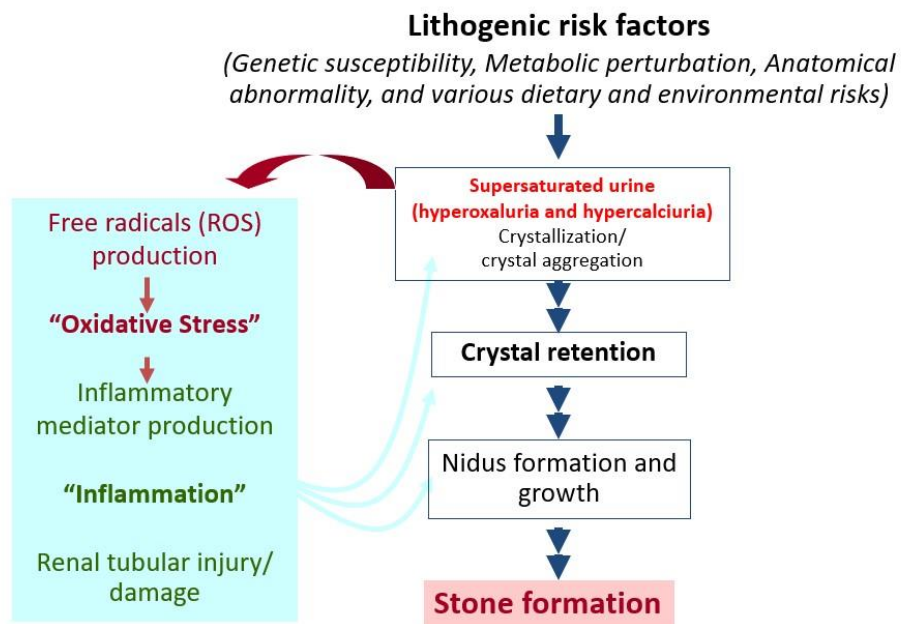 Lithogenic risk factors
(Genetic susceptibility, Metabolic perturbation, Anatomical
abnormality, and various dietary and environmental risks)
Supersaturated urine
(hyperoxaluria and hypercalciuria)
Crystallization/
crystal aggregation
Free radicals (ROS)
production
“Oxidative Stress”
Inflammatory
mediator production
“Inflammation”
Renal tubular injury/
damage
Crystal retention
Nidus formation and
growth
Stone formation